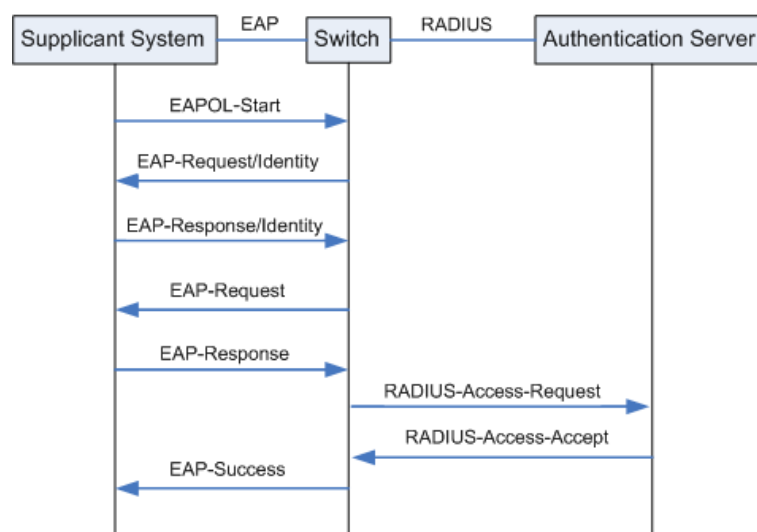 EAP
RADIUS
Supplicant System
Switch
Authentication Server
EAPOL-Start
EAP-Request/Identity
EAP-Response/Identity
EAP-Request
EAP-Response
RADIUS-Access-Request
RADIUS-Access-Accept
EAP-Success